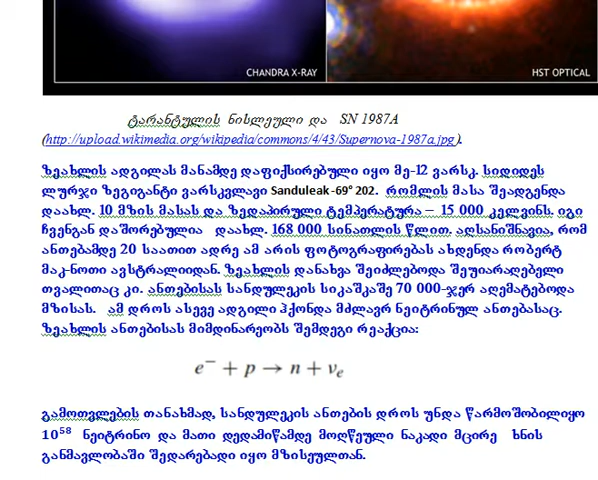 CHANDRA X-RAY HST OPTICAL
ტარანტულის ნისლეული და SN 1987A
(http://upload.wikimedia.org/wikipedia/commons/4/43/Supernova-1987a.jpg).
ზეახლის ადგილას მანამდე დაფიქსირებული იყო მე-12 ვარსკ. სიდიდეს
ლურჯი ზეგიგანტი ვარსკვლავი Sanduleak -69° 202. რომლის მასა შეადგენდა
დაახლ. 10 მზის მასას და ზედაპირული ტემპერატურა – 15 000 კელვინს. იგი
ჩვენგან დაშორებულია დაახლ. 168 000 სინათლის წლით. აღსანიშნავია, რომ
ანთებამდე 20 საათით ადრე ამ არის ფოტოგრაფირებას ახდენდა რობერტ
მაკ-ნოთი ავსტრალიიდან. ზეახლის დანახვა შეიძლებოდა შეუიარაღებელი
თვალითაც კი. ანთებისას სანდულეკის სიკაშკაშე 70 000-ჯერ აღემატებოდა
მზისას. ამ დროს ასევე ადგილი ჰქონდა მძლავრ ნეიტრინულ ანთებასაც.
ზეახლის ანთებისას მიმდინარეობს შემდეგი რეაქცია:
e⁻ + p → n + νₑ
გამოთვლების თანახმად, სანდულეკის ანთების დროს უნდა წარმოშობილიყო
10⁵⁸ ნეიტრინო და მათი დედამიწამდე მოღწეული ნაკადი მცირე ხნის
განმავლობაში შედარებადი იყო მზისეულთან.